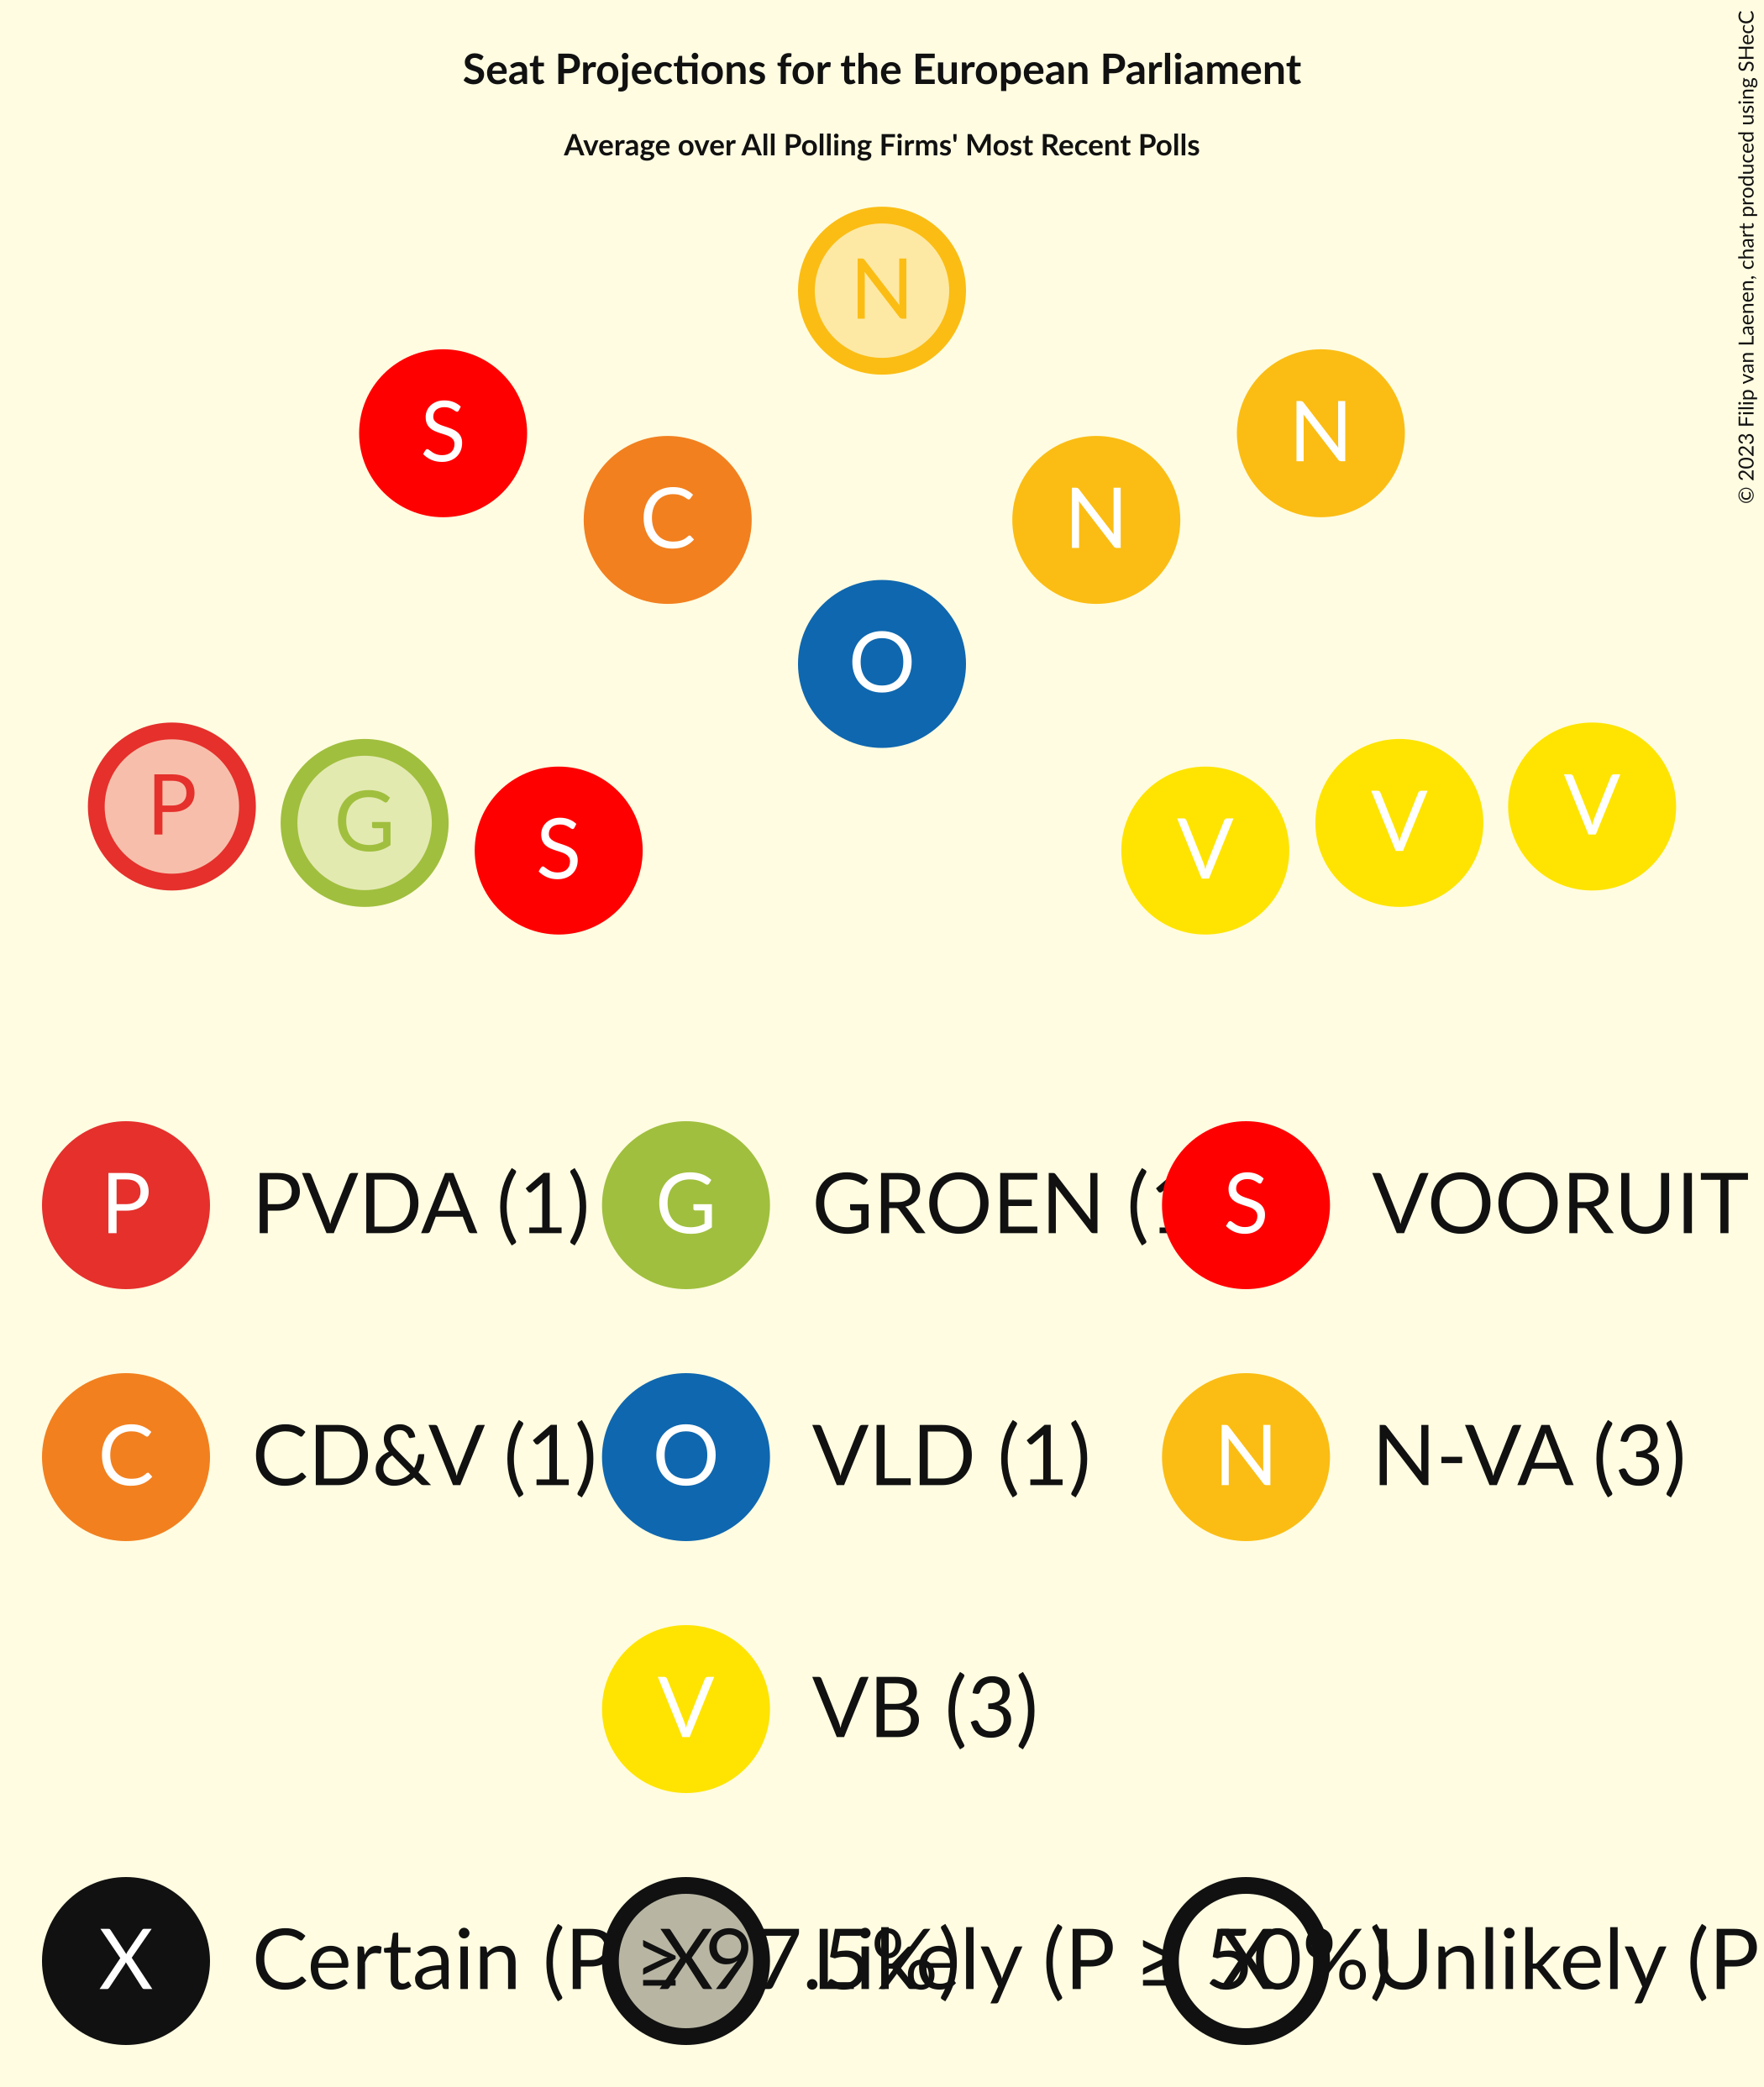 Seat Projections for the European Parliament
Average over All Polling Firms' Most Recent Polls
© 2023 Filip van Laenen, chart produced using SHecC
N
S
N
C
N
O
P
G
S
V
V
V
P PVDA (1)
G GROEN (
S VOORUIT
C CD&V (1)
O VLD (1)
N N-VA (3)
V VB (3)
X Certain (P ≥ 97.5%)
X Likely (P ≥ 50%)
X Unlikely (P